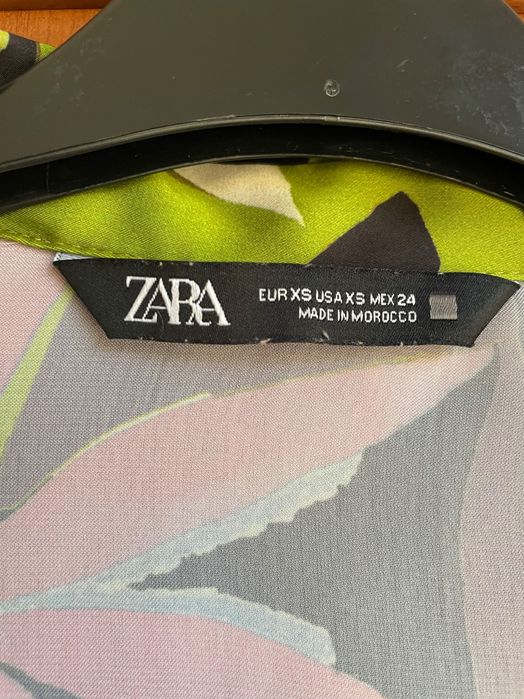 ZARA
EUR XS USA XS MEX 24
MADE IN MOROCCO